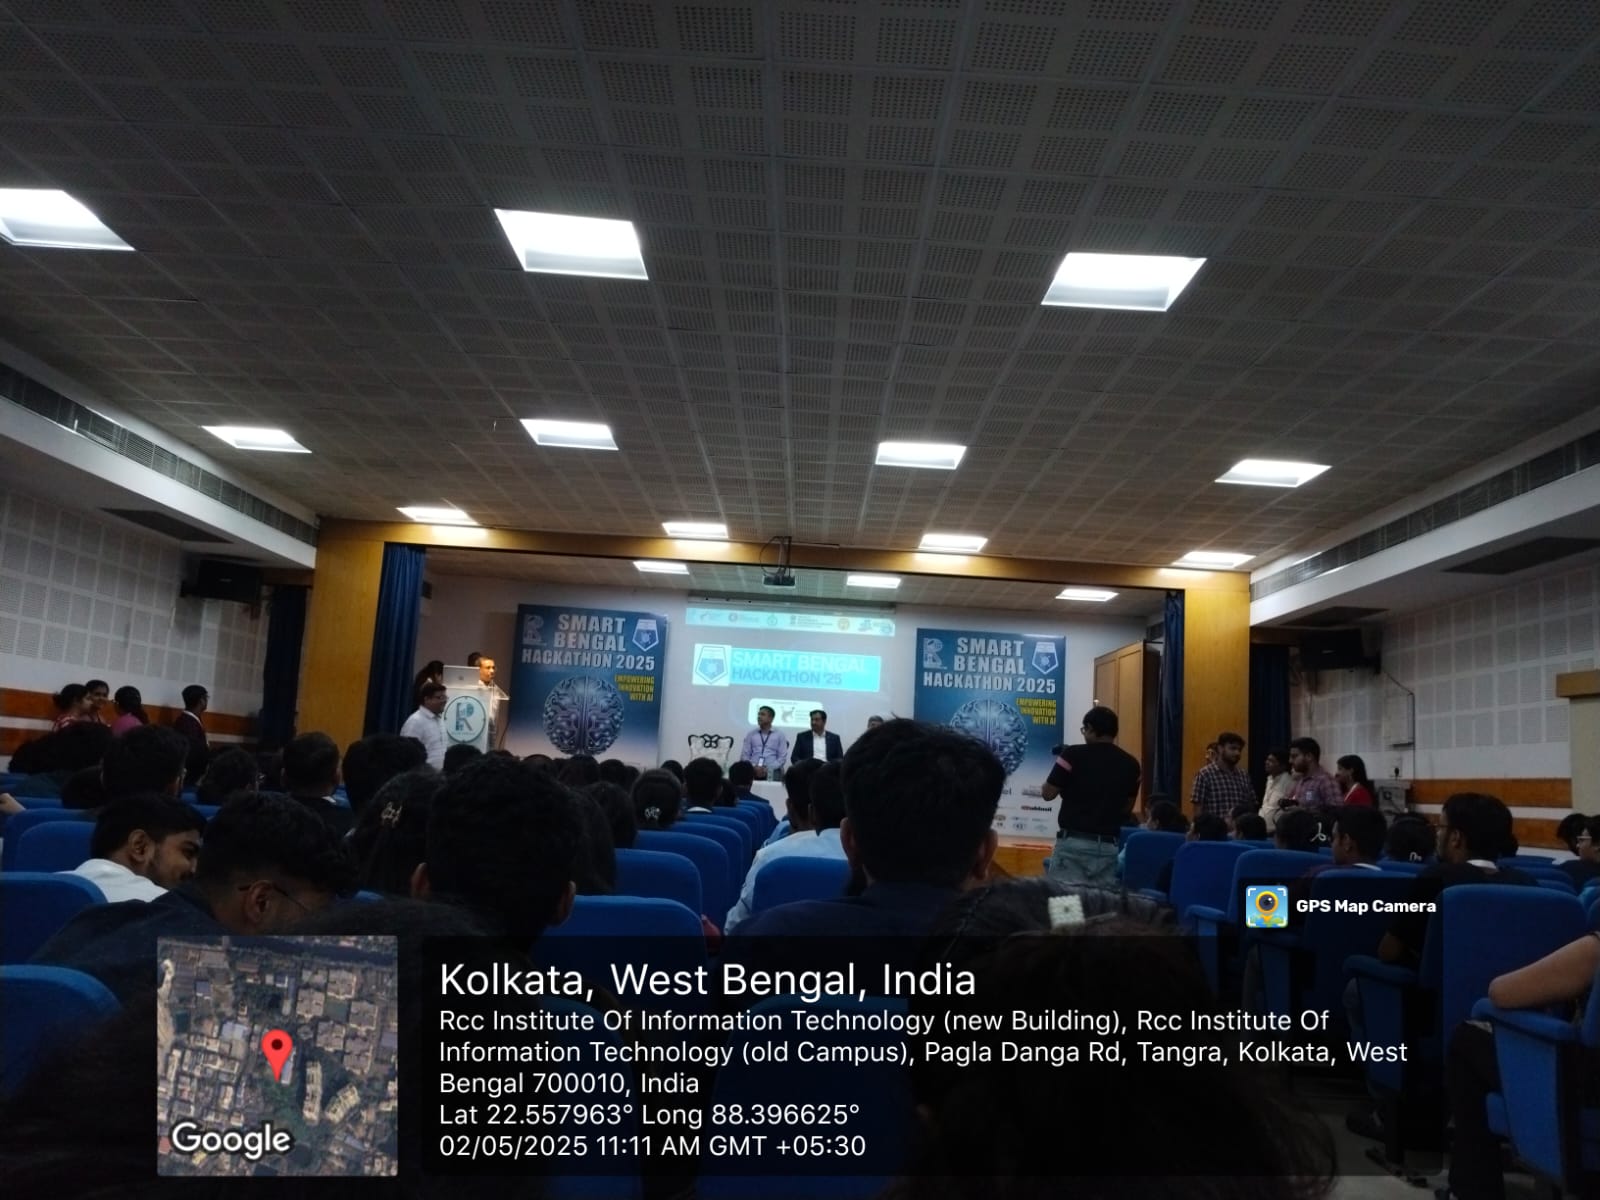 SMART
BENGAL
HACKATHON 2025
EMPOWERING
INNOVATION
WITH AI
SMART BENGAL
HACKATHON '25
SMART
BENGAL
HACKATHON 2025
EMPOWERING
INNOVATION
WITH AI
R
GPS Map Camera
Kolkata, West Bengal, India
Rcc Institute Of Information Technology (new Building), Rcc Institute Of
Information Technology (old Campus), Pagla Danga Rd, Tangra, Kolkata, West
Bengal 700010, India
Lat 22.557963° Long 88.396625°
02/05/2025 11:11 AM GMT +05:30
Google